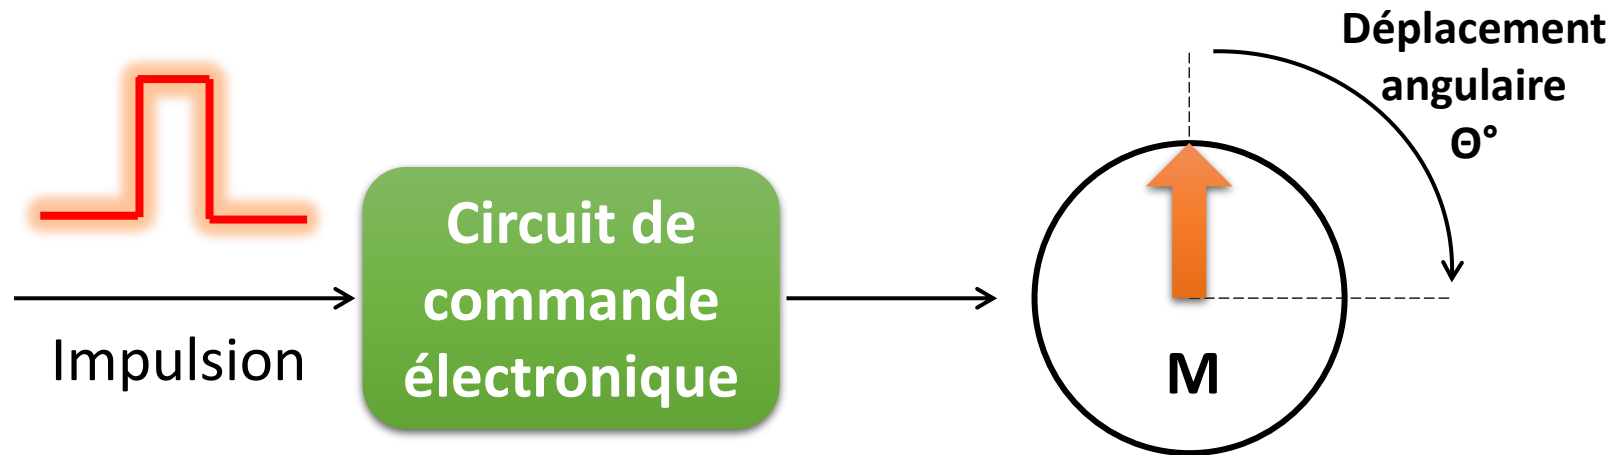 Impulsion
Circuit de
commande
électronique
M
Déplacement
angulaire
Θ°